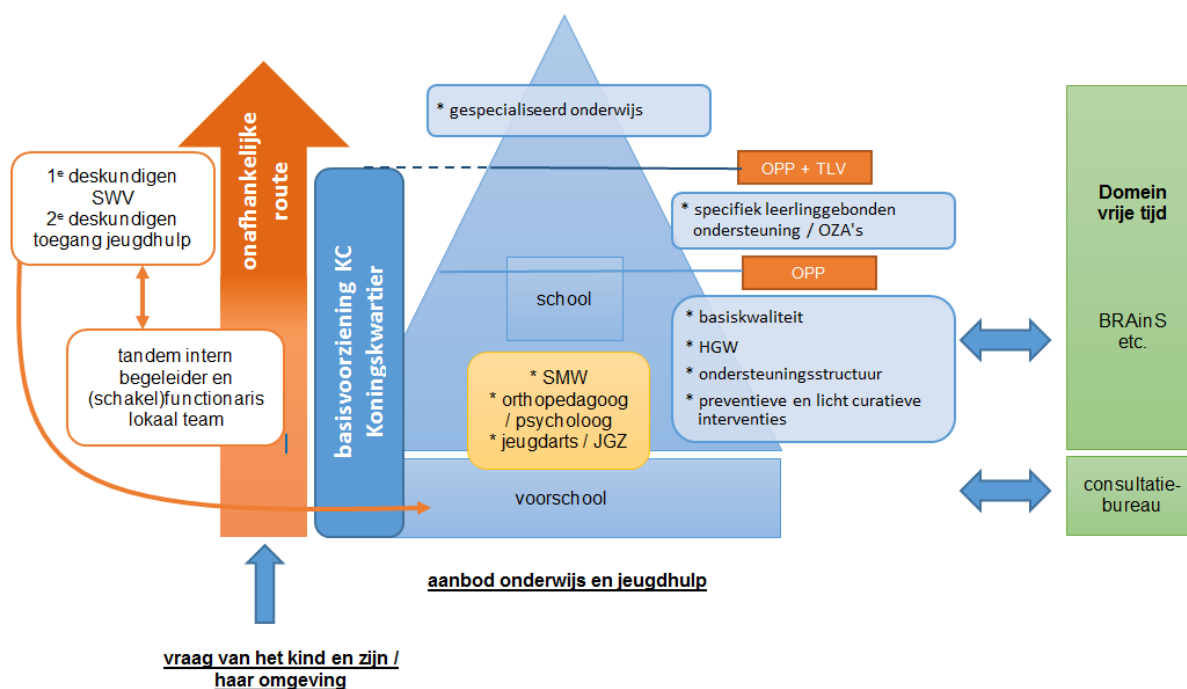 * gespecialiseerd onderwijs
onafhankelijke
route
1e deskundigen
SWV
2e deskundigen
toegang jeugdhulp
tandem intern
begeleider en
(schakel)functionaris
lokaal team
basisvorziening KC
Koningskwartier
OPP + TLV
* specifiek leerlinggebonden
ondersteuning / OZA's
OPP
school
* basiskwaliteit
* HGW
* ondersteuningsstructuur
* preventieve en licht curatieve
interventies
* SMW
* orthopedagoog
/ psycholoog
* jeugdarts / JGZ
voorschool
Domein
vrije tijd
BRAinS
etc.
consultatie-
bureau
aanbod onderwijs en jeugdhulp
vraag van het kind en zijn /
haar omgeving